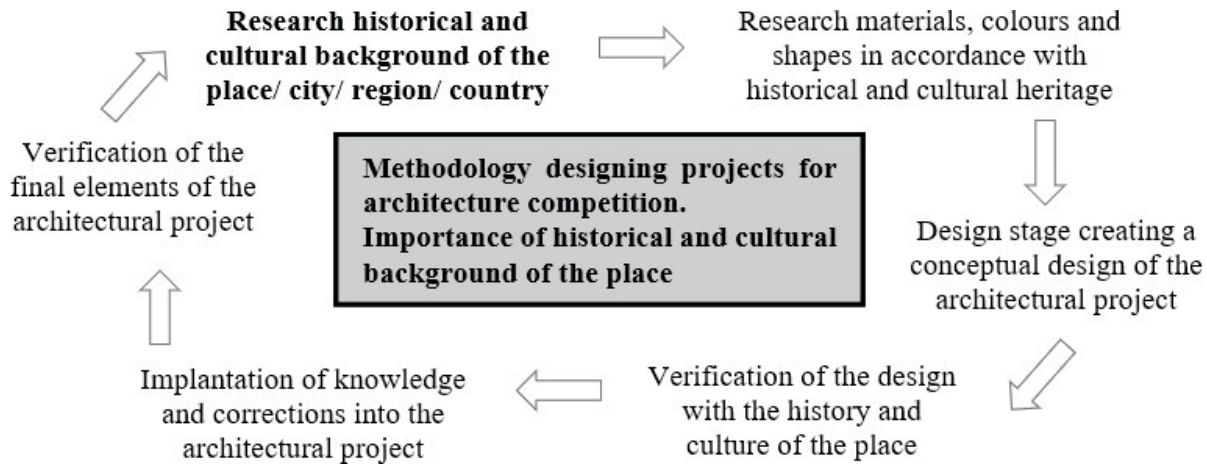 Research historical and
cultural background of the
place/ city/ region/ country
Research materials, colours and
shapes in accordance with
historical and cultural heritage
Design stage creating a
conceptual design of the
architectural project
Verification of the design
with the history and
culture of the place
Implantation of knowledge
and corrections into the
architectural project
Verification of the
final elements of the
architectural project
Methodology designing projects for
architecture competition.
Importance of historical and cultural
background of the place